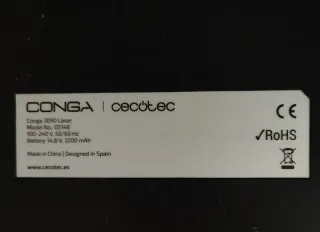 CONGA | cecotec
Conga 3090 Laser
Model No.: 05148
100-240 V, 50/60 Hz
Battery: 14.8 V, 3200 mAh
Made in China | Designed in Spain
www.cecotec.es
CE
✓RoHS